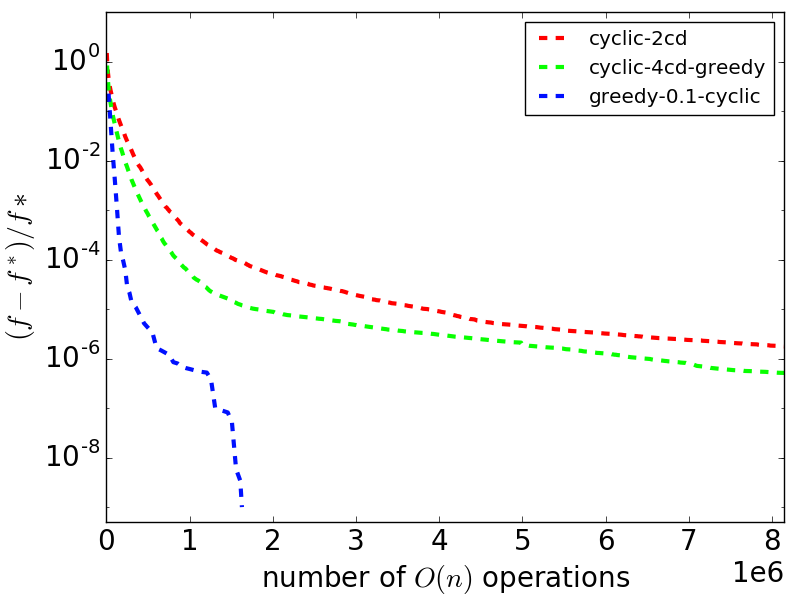 cyclic-2cd
cyclic-4cd-greedy
greedy-0.1-cyclic
10^0
10^-2
10^-4
10^-6
10^-8
(f − f*)/f*
0 1 2 3 4 5 6 7 8
1e6
number of O(n) operations